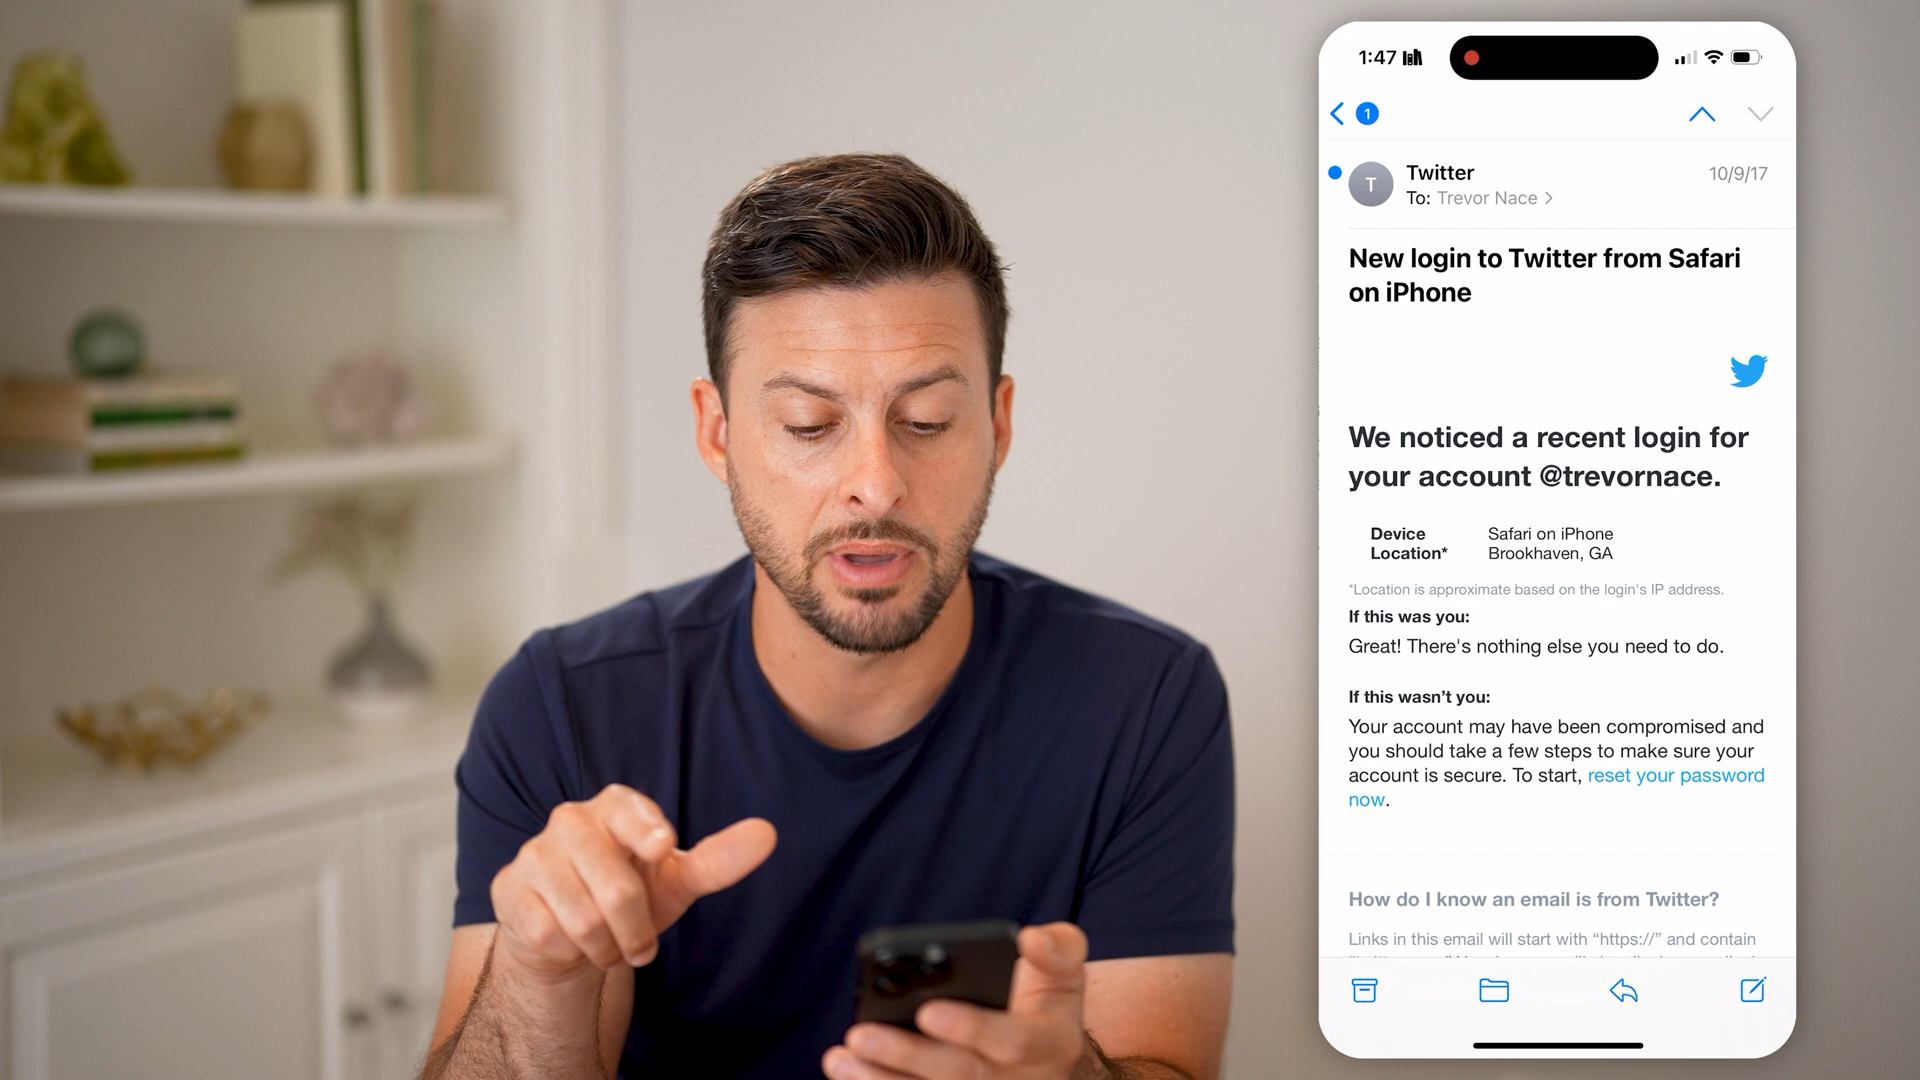 1:47
1
T
Twitter
10/9/17
To: Trevor Nace
New login to Twitter from Safari
on iPhone
We noticed a recent login for
your account @trevornace.
Device Safari on iPhone
Location* Brookhaven, GA
*Location is approximate based on the login's IP address.
If this was you:
Great! There's nothing else you need to do.
If this wasn’t you:
Your account may have been compromised and
you should take a few steps to make sure your
account is secure. To start, reset your password
now.
How do I know an email is from Twitter?
Links in this email will start with “https://” and contain